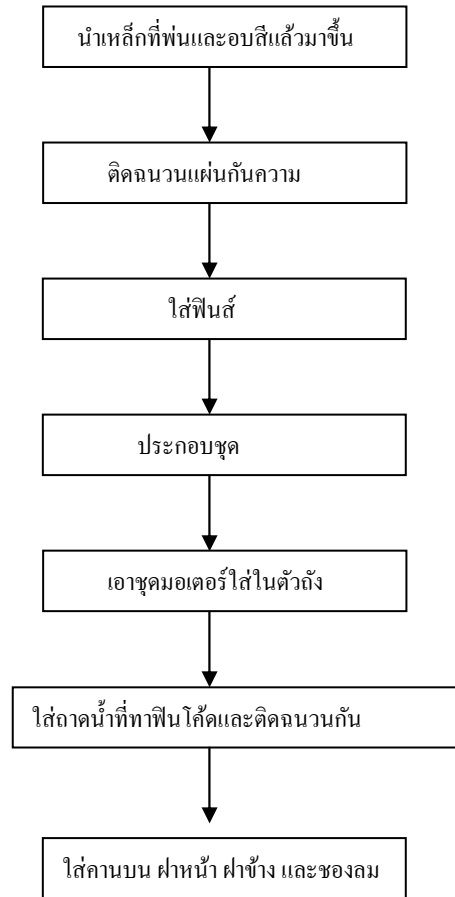 นำเหล็กที่พ่นและอบสีแล้วมาขึ้น
ติดฉนวนแผ่นกันความ
ใส่ฟินส์
ประกอบชุด
เอาชุดมอเตอร์ใส่ในตัวถัง
ใส่ถาดน้ำที่ทาฟินโค้ดและติดฉนวนกัน
ใส่คานบน ฝาหน้า ฝาข้าง และชองลม